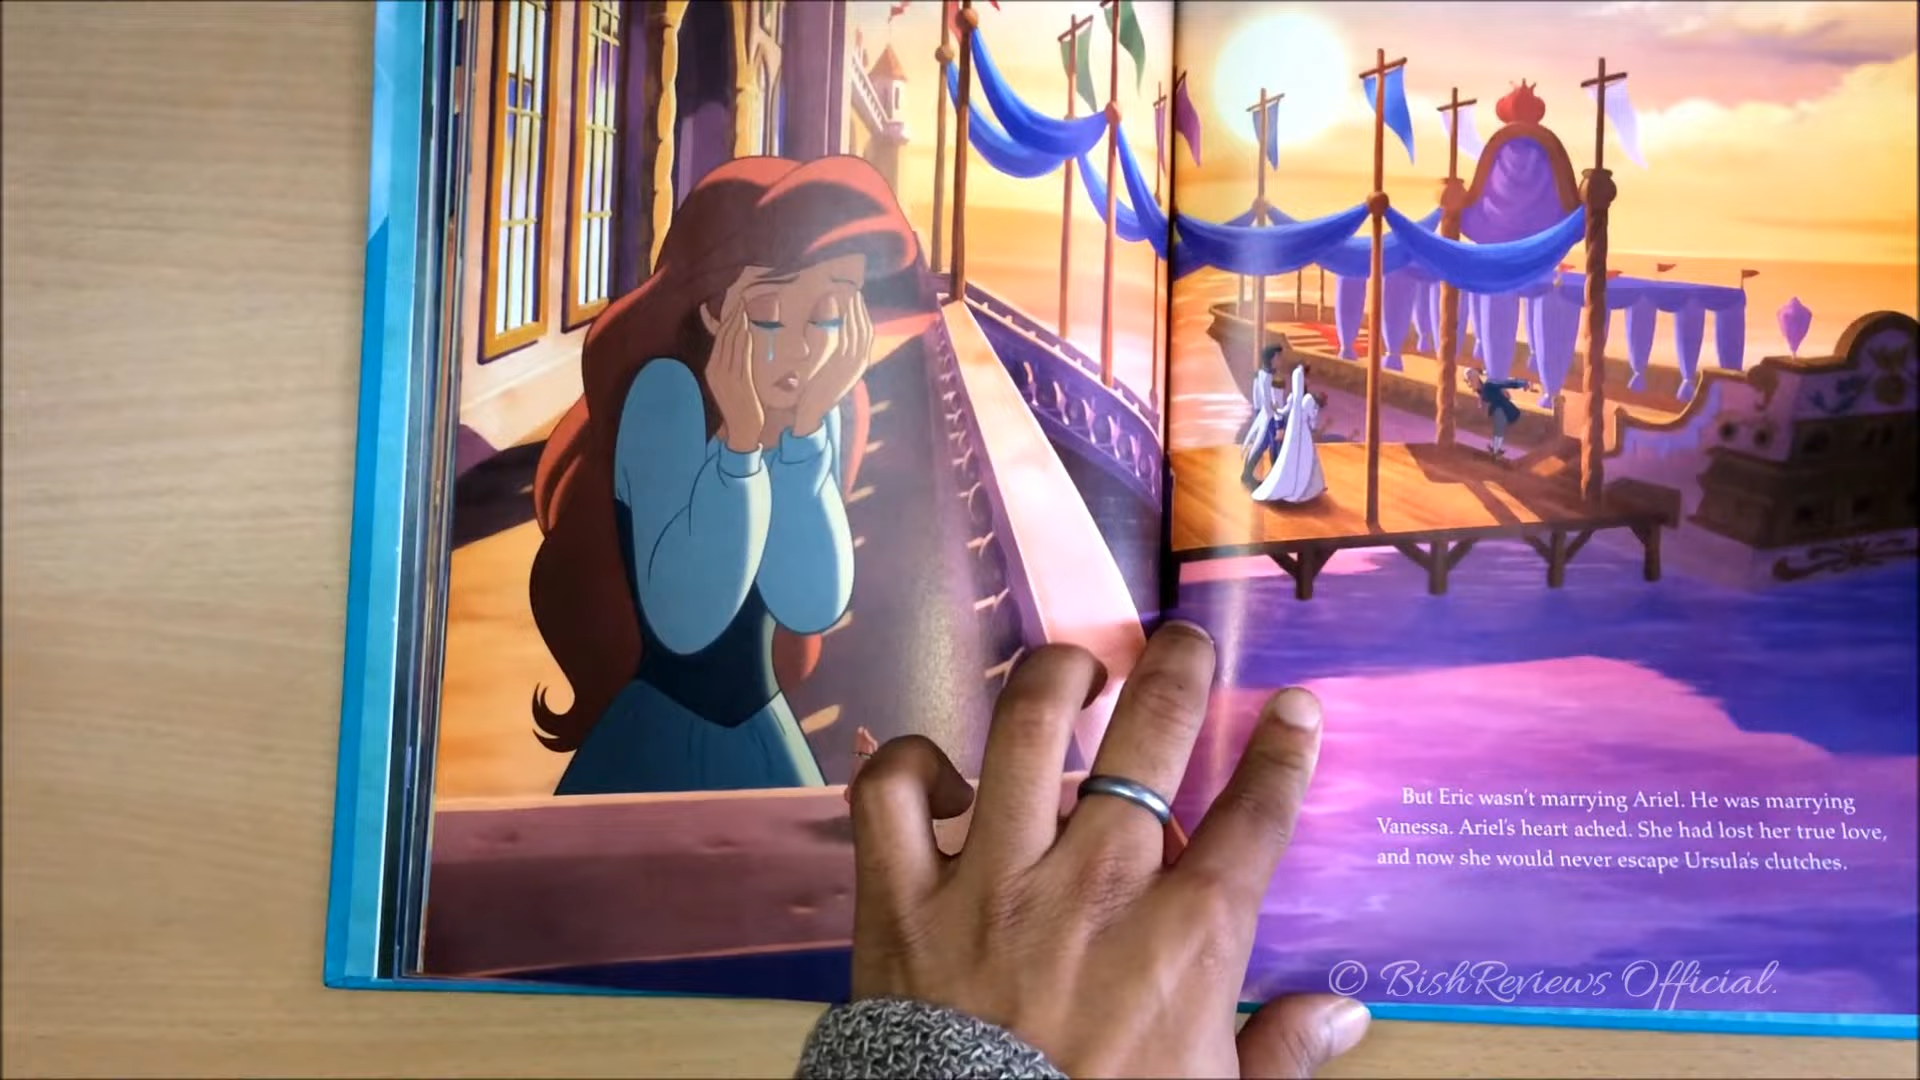 But Eric wasn't marrying Ariel. He was marrying
Vanessa. Ariel's heart ached. She had lost her true love,
and now she would never escape Ursula's clutches.
© BishReviews Official.